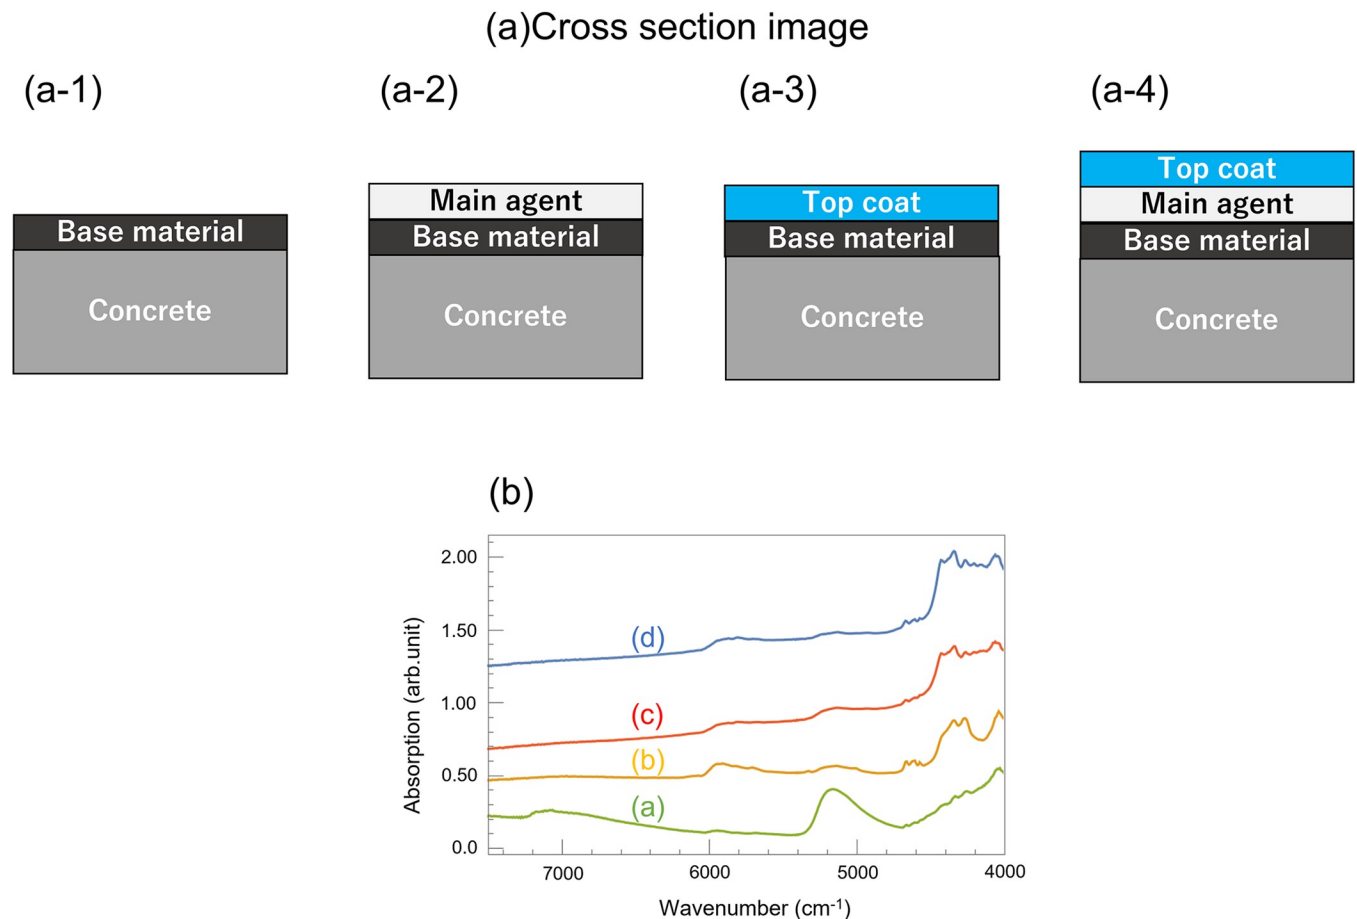 (a)Cross section image
(a-1)
(a-2)
(a-3)
(a-4)
Base material
Concrete
Main agent
Base material
Concrete
Top coat
Base material
Concrete
Top coat
Main agent
Base material
Concrete
(b)
Absorption (arb.unit)
2.00
1.50
1.00
0.50
0.0
(d)
(c)
(b)
(a)
7000
6000
5000
4000
Wavenumber (cm⁻¹)